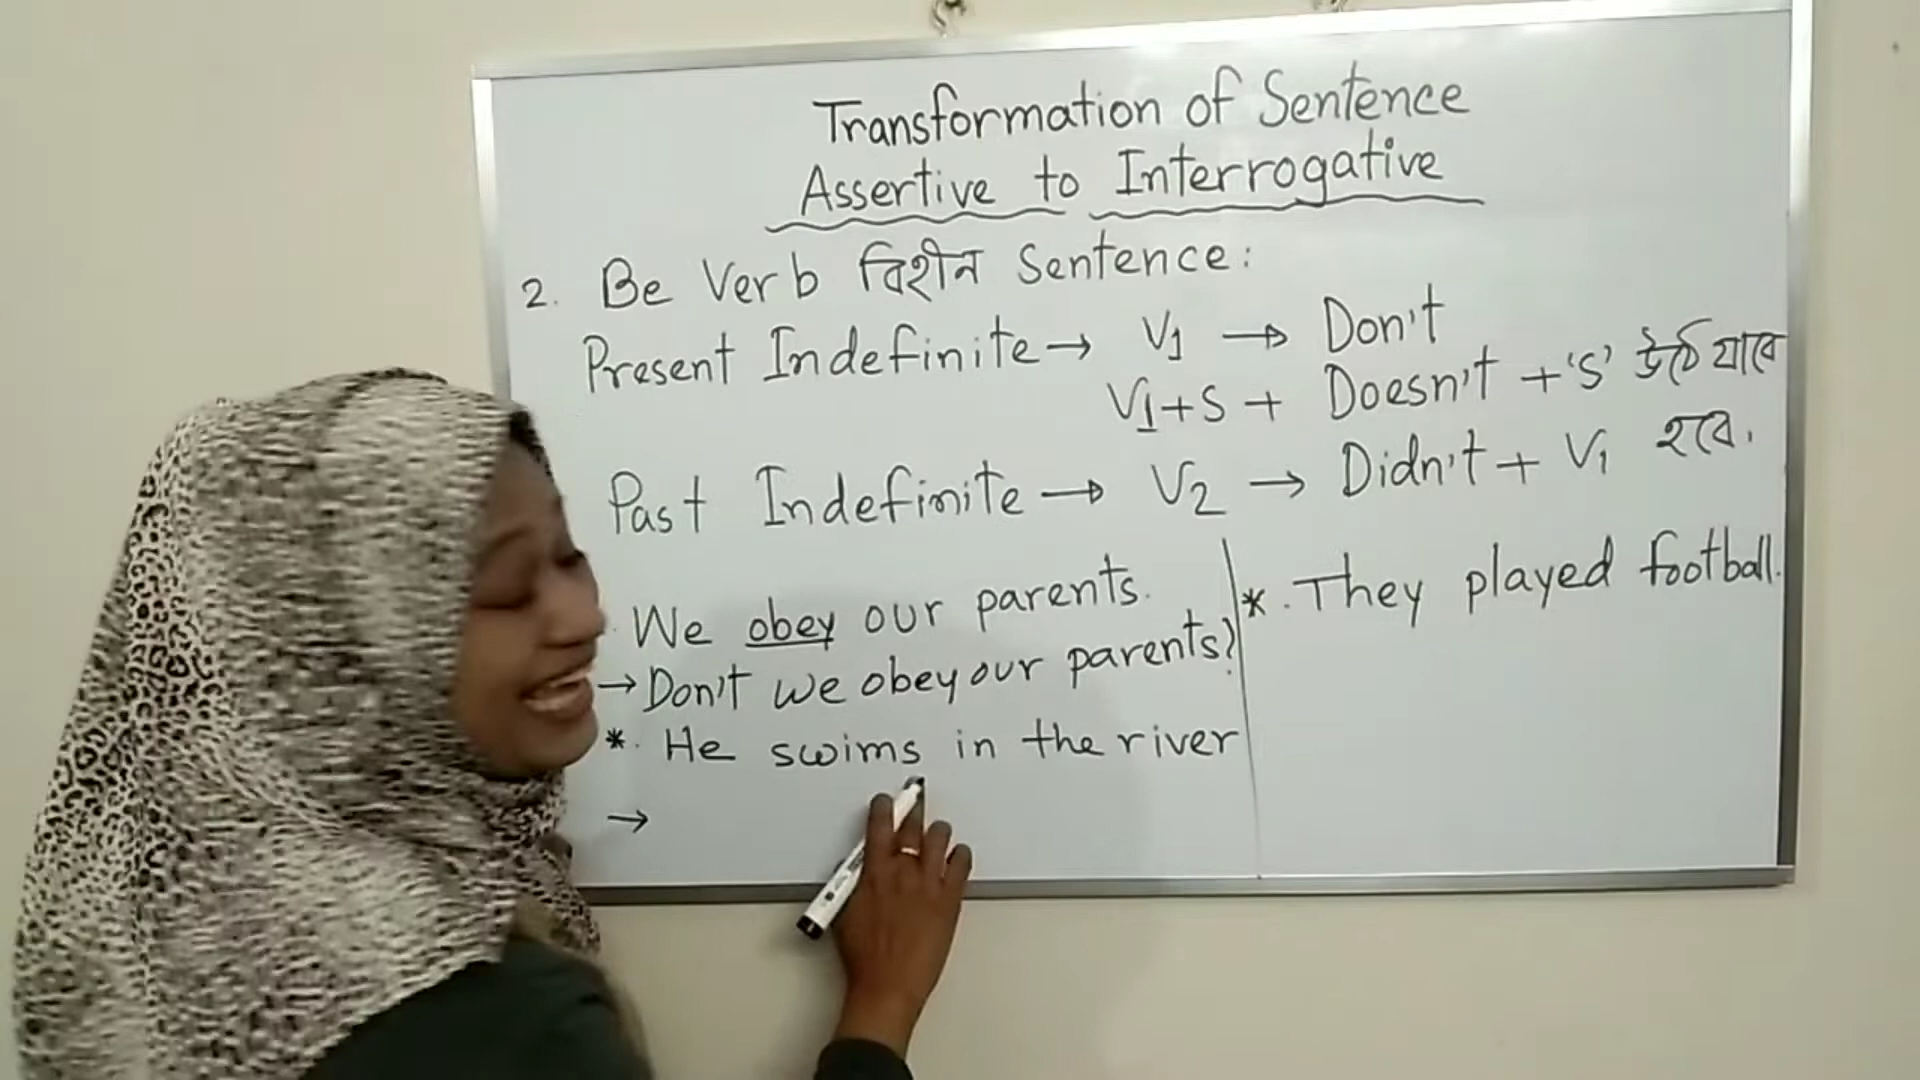 Transformation of Sentence
Assertive to Interrogative
2. Be Verb বিহীন Sentence:
Present Indefinite → V1 → Don't
V1+S + Doesn't +'S' উঠে যাবে
Past Indefinite → V2 → Didn't + V1 হবে.
We obey our parents.
→ Don't we obey our parents?
*. He swims in the river
→
*. They played football.